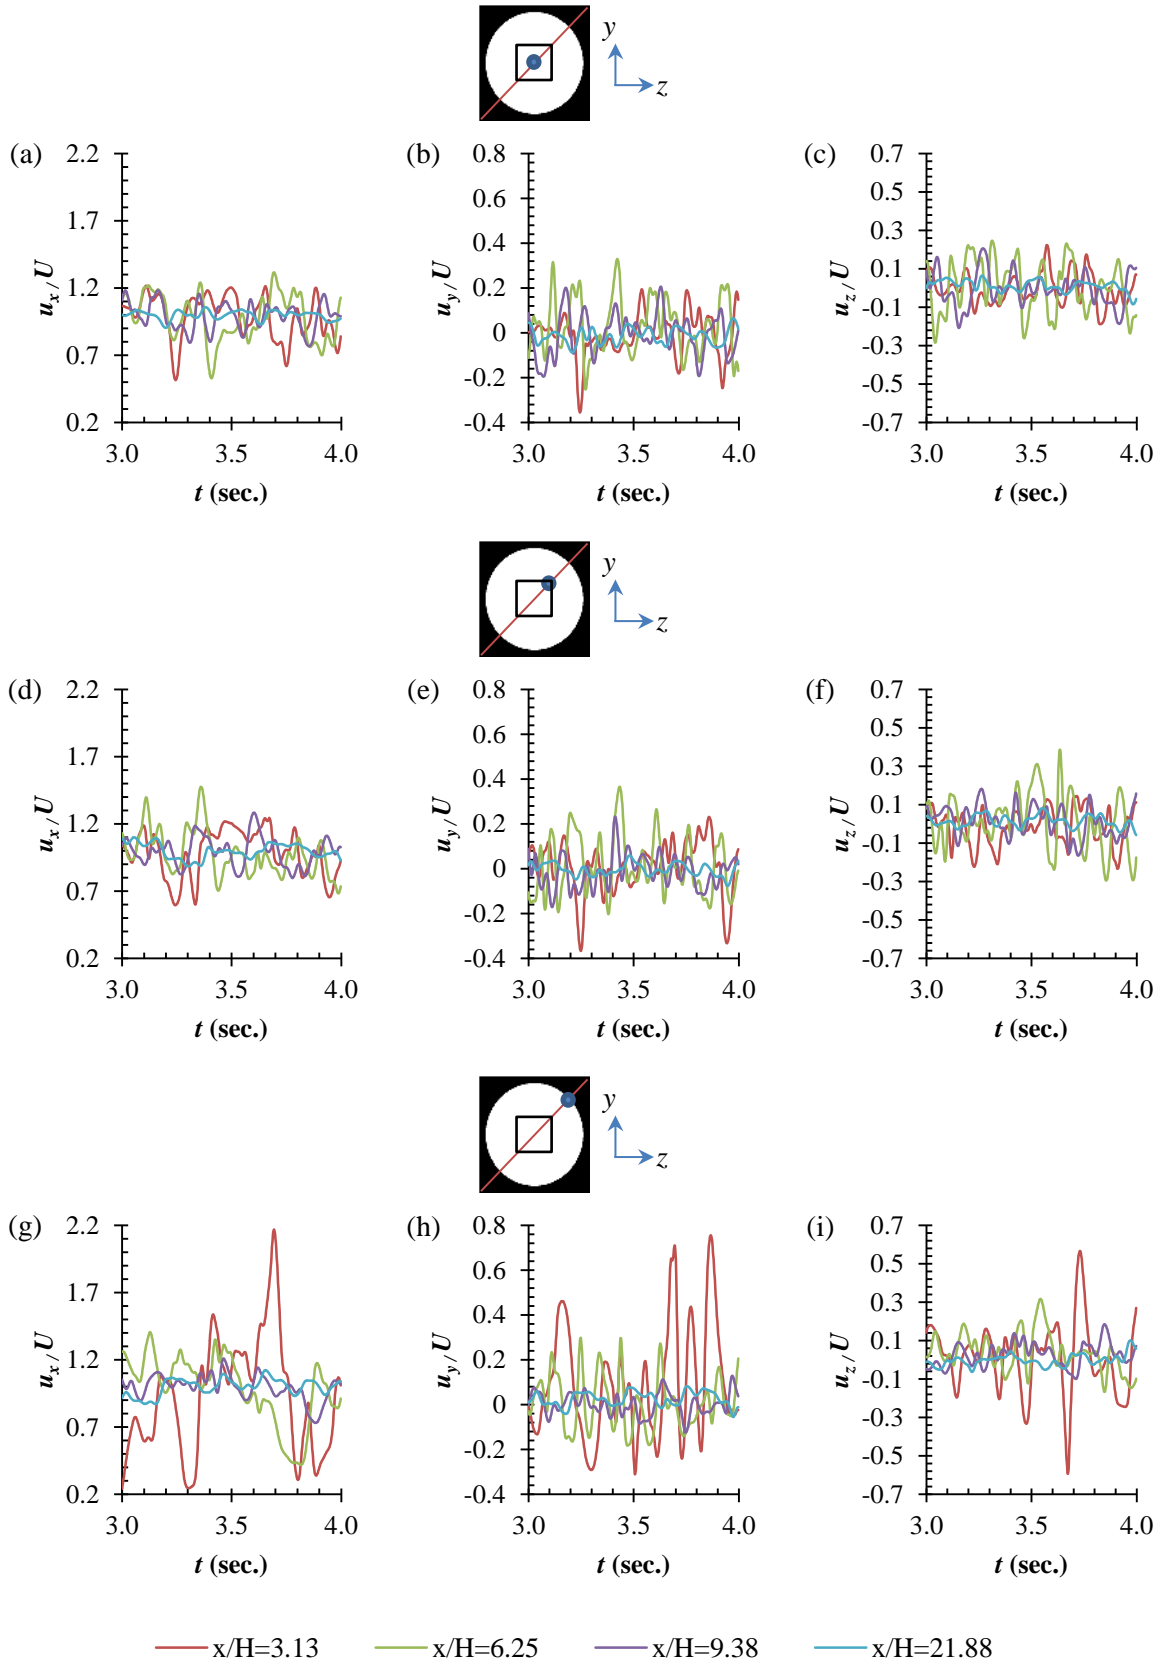 y
z
(a) (b) (c)
2.2 0.8 0.7
0.6 0.5
1.7 0.4 0.3
u_x/U u_y/U u_z/U
1.2 0.2 0.1
0 -0.1
0.7 -0.2 -0.3
-0.5
0.2 -0.4 -0.7
3.0 3.5 4.0 3.0 3.5 4.0 3.0 3.5 4.0
t (sec.) t (sec.) t (sec.)
y
z
(d) (e) (f)
2.2 0.8 0.7
0.6 0.5
1.7 0.4 0.3
u_x/U u_y/U u_z/U
1.2 0.2 0.1
0 -0.1
0.7 -0.2 -0.3
-0.5
0.2 -0.4 -0.7
3.0 3.5 4.0 3.0 3.5 4.0 3.0 3.5 4.0
t (sec.) t (sec.) t (sec.)
y
z
(g) (h) (i)
2.2 0.8 0.7
0.6 0.5
1.7 0.4 0.3
u_x/U u_y/U u_z/U
1.2 0.2 0.1
0 -0.1
0.7 -0.2 -0.3
-0.5
0.2 -0.4 -0.7
3.0 3.5 4.0 3.0 3.5 4.0 3.0 3.5 4.0
t (sec.) t (sec.) t (sec.)
x/H=3.13 x/H=6.25 x/H=9.38 x/H=21.88